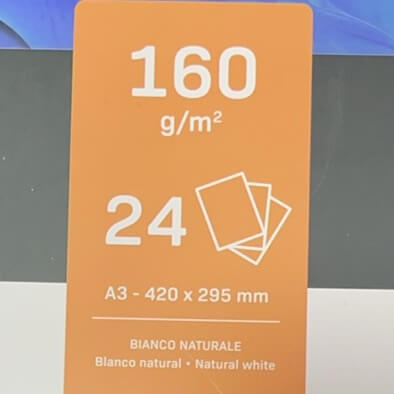 160
g/m²
24
A3 - 420 x 295 mm
BIANCO NATURALE
Blanco natural • Natural white